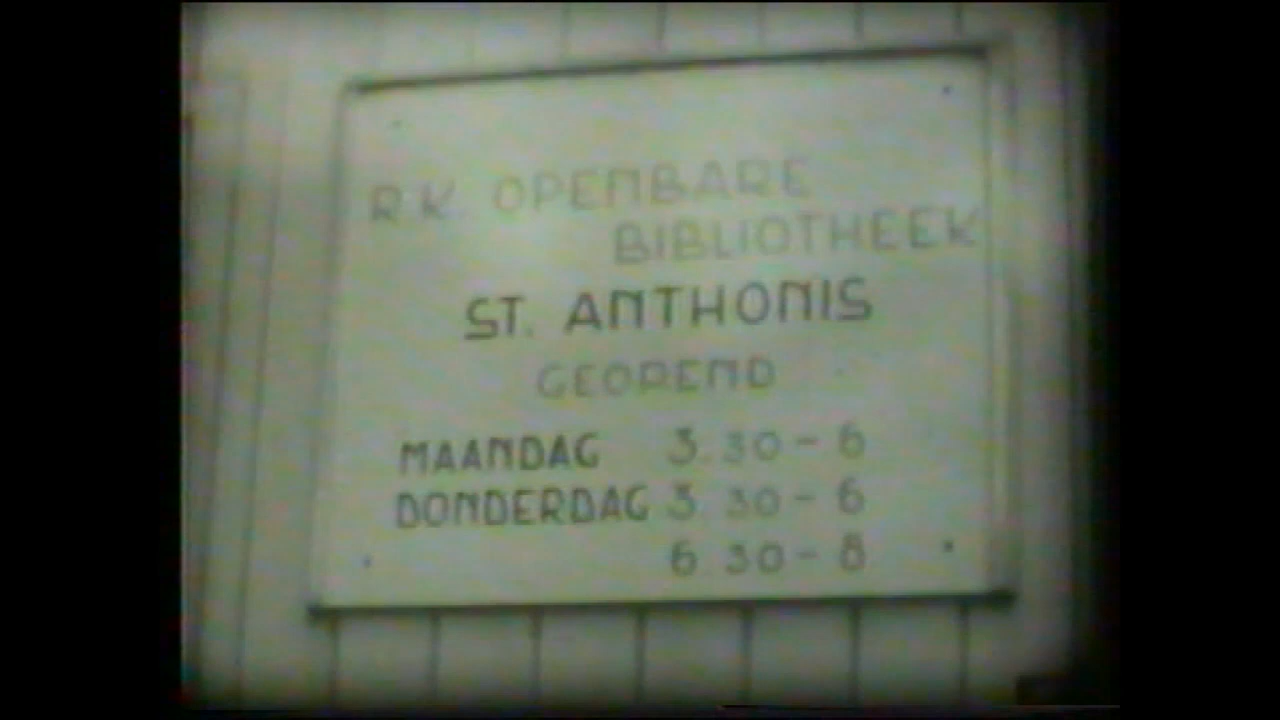 R.K. OPENBARE
BIBLIOTHEEK
ST. ANTHONIS
GEOPEND
MAANDAG 3.30-6
DONDERDAG 3 30-6
6 30-8